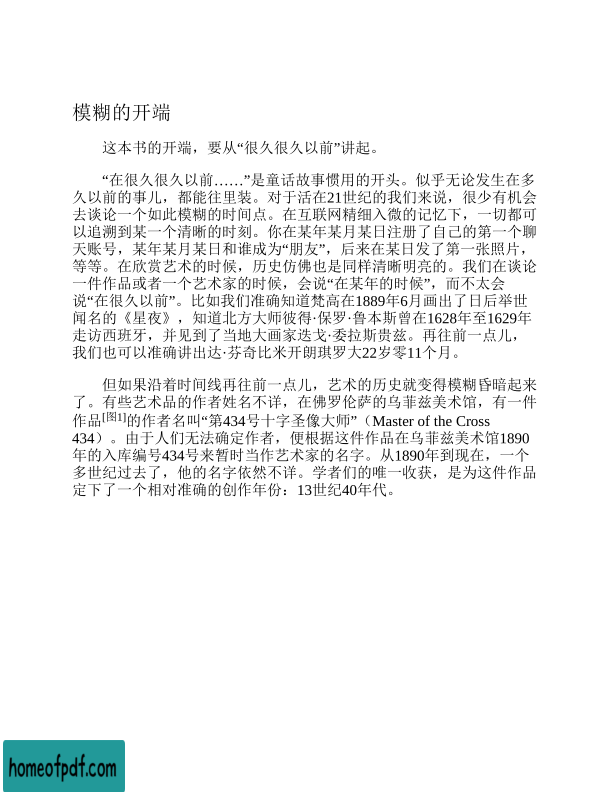 模糊的开端
这本书的开端，要从“很久很久以前”讲起。
“在很久很久以前……”是童话故事惯用的开头。似乎无论发生在多
久以前的事儿，都能往里装。对于活在21世纪的我们来说，很少有机会
去谈论一个如此模糊的时间点。在互联网精细入微的记忆下，一切都可
以追溯到某一个清晰的时刻。你在某年某月某日注册了自己的第一个聊
天账号，某年某月某日和谁成为“朋友”，后来在某日发了第一张照片，
等等。在欣赏艺术的时候，历史仿佛也是同样清晰明亮的。我们在谈论
一件作品或者一个艺术家的时候，会说“在某年的时候”，而不太会
说“在很久以前”。比如我们准确知道梵高在1889年6月画出了日后举世
闻名的《星夜》，知道北方大师彼得·保罗·鲁本斯曾在1628年至1629年
走访西班牙，并见到了当地大画家迭戈·委拉斯贵兹。再往前一点儿，
我们也可以准确讲出达·芬奇比米开朗琪罗大22岁零11个月。
但如果沿着时间线再往前一点儿，艺术的历史就变得模糊昏暗起来
了。有些艺术品的作者姓名不详，在佛罗伦萨的乌菲兹美术馆，有一件
作品[图1]的作者名叫“第434号十字圣像大师”（Master of the Cross
434）。由于人们无法确定作者，便根据这件作品在乌菲兹美术馆1890
年的入库编号434号来暂时当作艺术家的名字。从1890年到现在，一个
多世纪过去了，他的名字依然不详。学者们的唯一收获，是为这件作品
定下了一个相对准确的创作年份：13世纪40年代。
homeofpdf.com